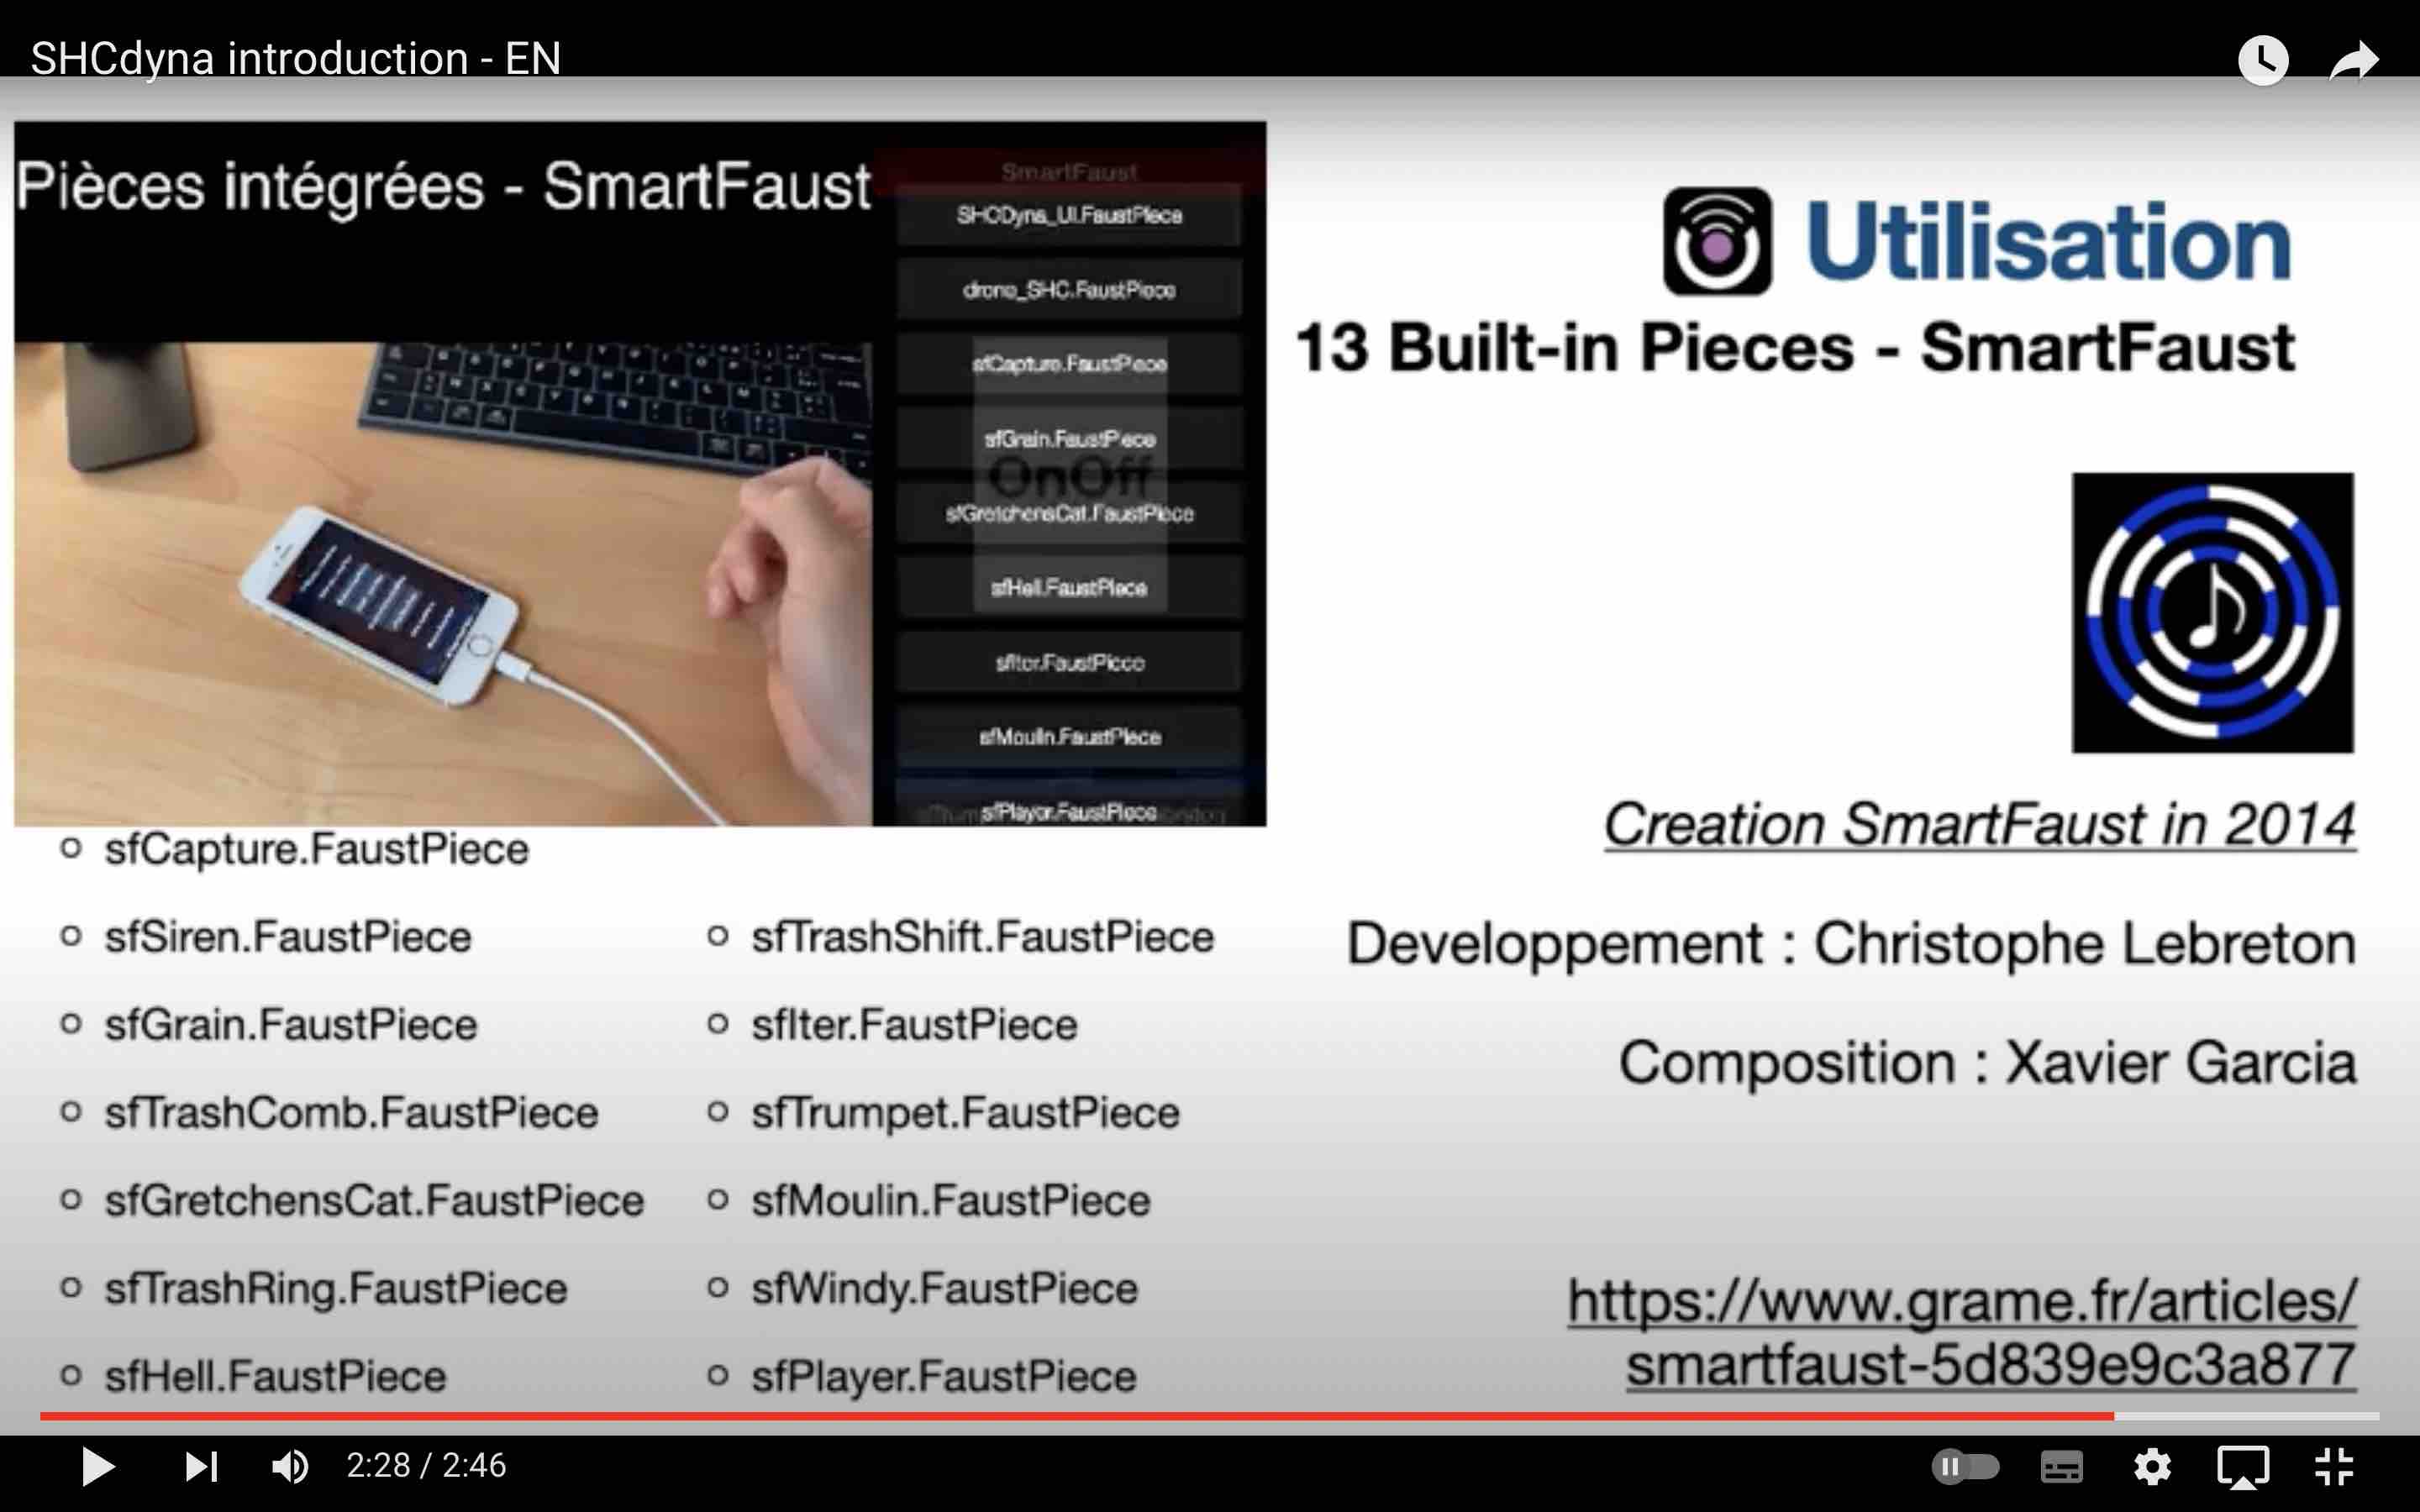 SHCdyna introduction - EN
Pièces intégrées - SmartFaust
SmartFaust
SHCDyna_UI.FaustPiece
drone_SHC.FaustPiece
sfCapture.FaustPiece
sfGrain.FaustPiece
OnOff
sfGretchensCat.FaustPiece
sfHell.FaustPiece
sfIter.FaustPiece
sfMoulin.FaustPiece
sfPlayer.FaustPiece
Utilisation
13 Built-in Pieces - SmartFaust
sfCapture.FaustPiece
sfSiren.FaustPiece
sfGrain.FaustPiece
sfTrashComb.FaustPiece
sfGretchensCat.FaustPiece
sfTrashRing.FaustPiece
sfHell.FaustPiece
sfTrashShift.FaustPiece
sfIter.FaustPiece
sfTrumpet.FaustPiece
sfMoulin.FaustPiece
sfWindy.FaustPiece
sfPlayer.FaustPiece
Creation SmartFaust in 2014
Developpement : Christophe Lebreton
Composition : Xavier Garcia
https://www.grame.fr/articles/
smartfaust-5d839e9c3a877
2:28 / 2:46